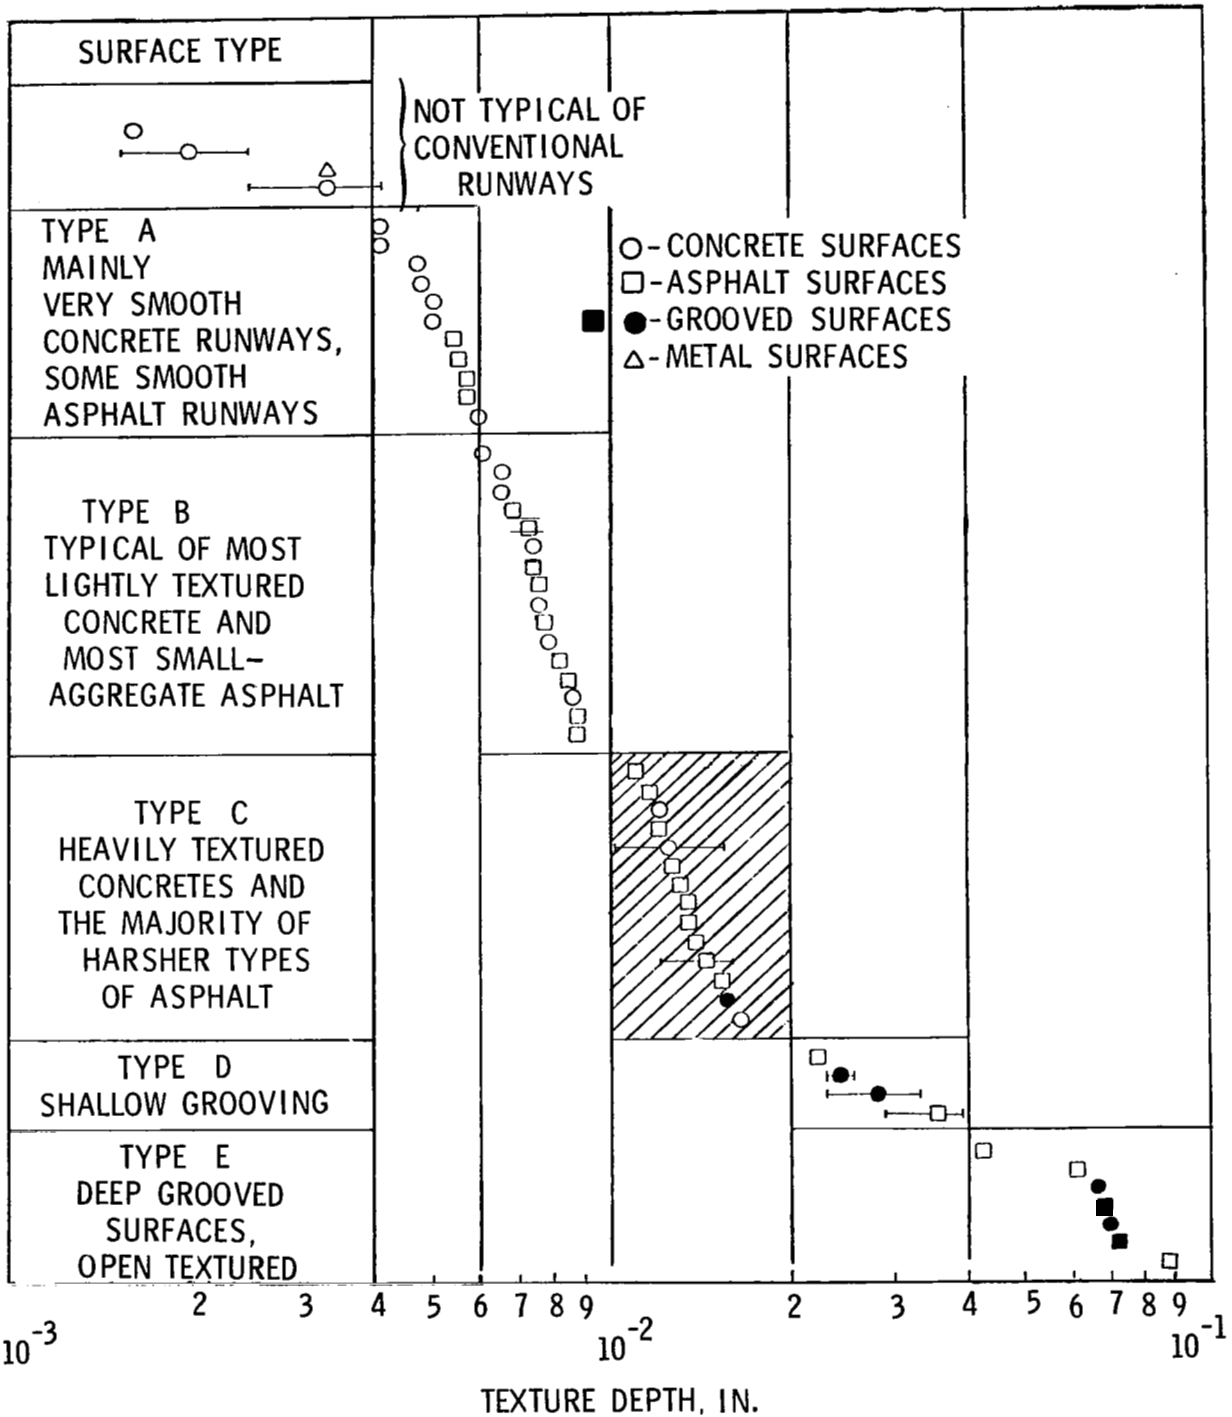 SURFACE TYPE
NOT TYPICAL OF
CONVENTIONAL
RUNWAYS
TYPE A
MAINLY
VERY SMOOTH
CONCRETE RUNWAYS,
SOME SMOOTH
ASPHALT RUNWAYS
- CONCRETE SURFACES
- ASPHALT SURFACES
- GROOVED SURFACES
- METAL SURFACES
TYPE B
TYPICAL OF MOST
LIGHTLY TEXTURED
CONCRETE AND
MOST SMALL-
AGGREGATE ASPHALT
TYPE C
HEAVILY TEXTURED
CONCRETES AND
THE MAJORITY OF
HARSHER TYPES
OF ASPHALT
TYPE D
SHALLOW GROOVING
TYPE E
DEEP GROOVED
SURFACES,
OPEN TEXTURED
2 3 4 5 6 7 8 9 2 3 4 5 6 7 8 9
10⁻³ 10⁻² 10⁻¹
TEXTURE DEPTH, IN.